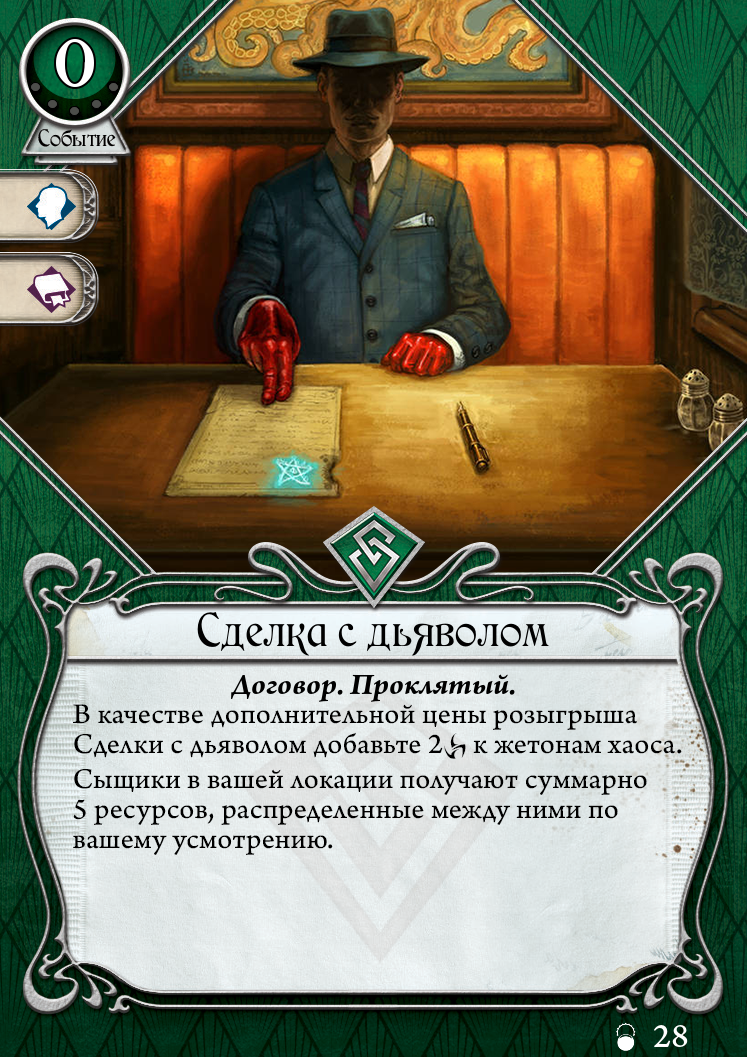 0
Событие
Сделка с дьяволом
Договор. Проклятый.
В качестве дополнительной цены розыгрыша
Сделки с дьяволом добавьте 2 к жетонам хаоса.
Сыщики в вашей локации получают суммарно
5 ресурсов, распределенные между ними по
вашему усмотрению.
28